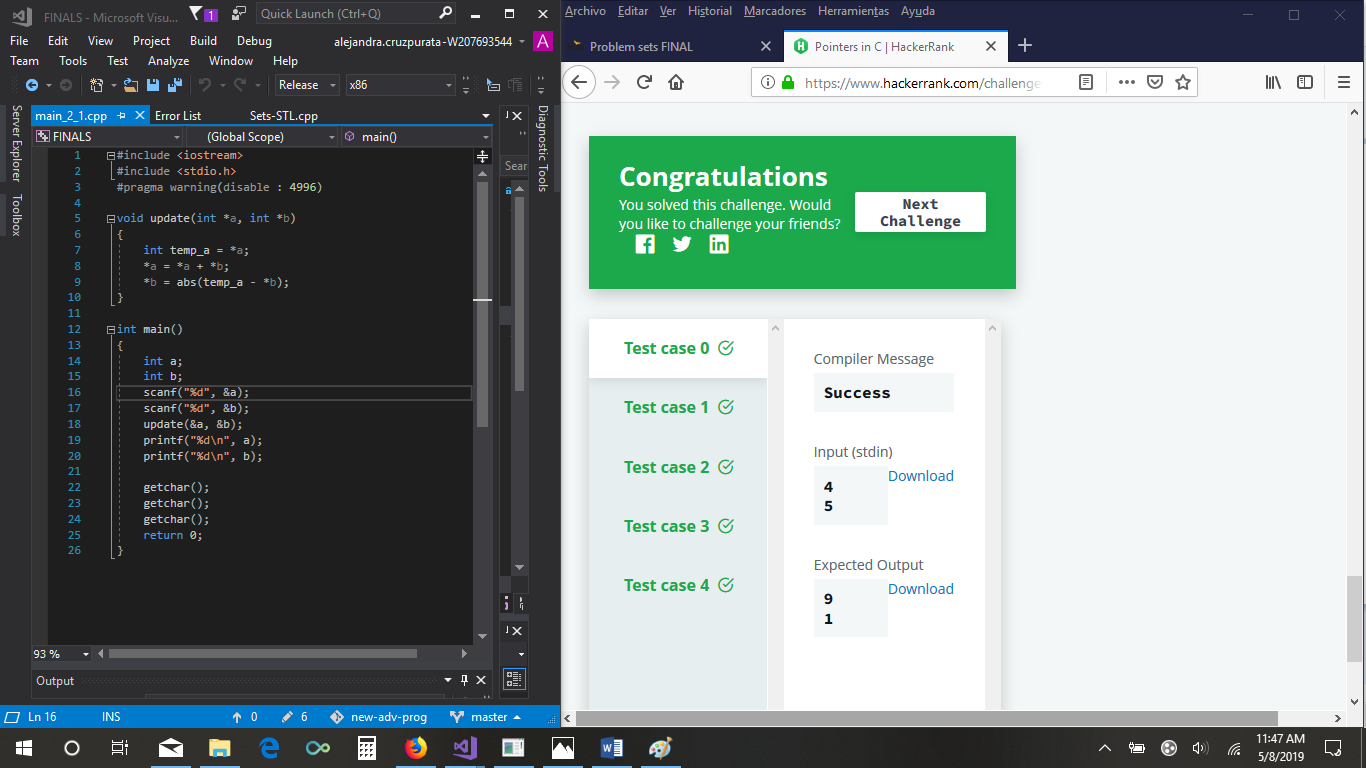 FINALS - Microsoft Visu...
1
Quick Launch (Ctrl+Q)
File Edit View Project Build Debug
alejandra.cruzpurata-W207693544
A
Team Tools Test Analyze Window Help
Release
x86
main_2_1.cpp
Error List
Sets-STL.cpp
Server Explorer
Toolbox
FINALS
(Global Scope)
main()
1 #include <iostream>
2 #include <stdio.h>
3 #pragma warning(disable : 4996)
4
5 void update(int *a, int *b)
6 {
7 int temp_a = *a;
8 *a = *a + *b;
9 *b = abs(temp_a - *b);
10 }
11
12 int main()
13 {
14 int a;
15 int b;
16 scanf("%d", &a);
17 scanf("%d", &b);
18 update(&a, &b);
19 printf("%d\n", a);
20 printf("%d\n", b);
21
22 getchar();
23 getchar();
24 getchar();
25 return 0;
26 }
Sear
Diagnostic Tools
93 %
Output
Ln 16 INS 0 6 new-adv-prog master
Archivo Editar Ver Historial Marcadores Herramientas Ayuda
Problem sets FINAL
Pointers in C | HackerRank
https://www.hackerrank.com/challenge
Congratulations
You solved this challenge. Would
you like to challenge your friends?
Next
Challenge
Test case 0
Test case 1
Test case 2
Test case 3
Test case 4
Compiler Message
Success
Input (stdin)
Download
4
5
Expected Output
Download
9
1
11:47 AM
5/8/2019